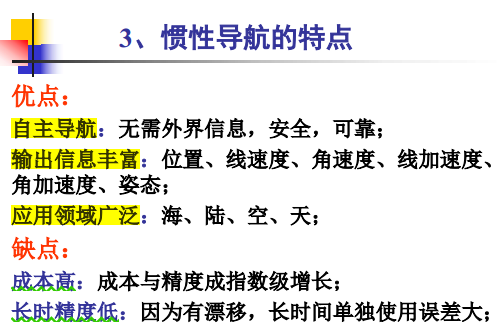 3、惯性导航的特点
优点：
自主导航：无需外界信息，安全，可靠；
输出信息丰富：位置、线速度、角速度、线加速度、
角加速度、姿态；
应用领域广泛：海、陆、空、天；
缺点：
成本高：成本与精度成指数级增长；
长时精度低：因为有漂移，长时间单独使用误差大；